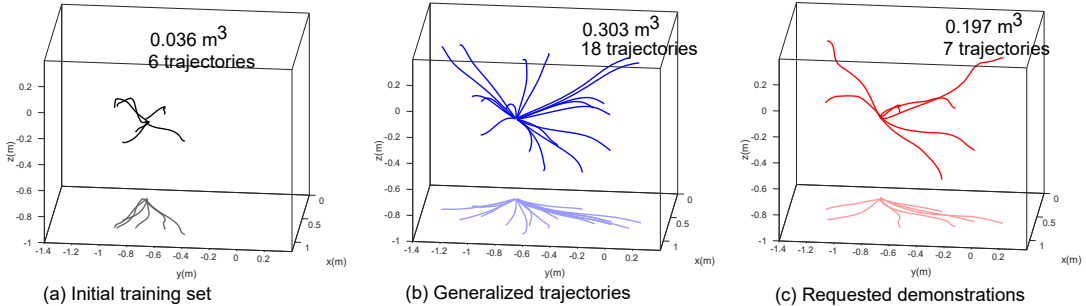 0.036 m³
6 trajectories
0.2
0
-0.2
-0.4
-0.6
-0.8
-1
z(m)
-1.4 -1.2 -1 -0.8 -0.6 -0.4 -0.2 0 0.2
y(m)
0
0.5
1
x(m)
(a) Initial training set
0.303 m³
18 trajectories
0.2
0
-0.2
-0.4
-0.6
-0.8
-1
z(m)
-1.4 -1.2 -1 -0.8 -0.6 -0.4 -0.2 0 0.2
y(m)
0
0.5
1
x(m)
(b) Generalized trajectories
0.197 m³
7 trajectories
0.2
0
-0.2
-0.4
-0.6
-0.8
-1
z(m)
-1.4 -1.2 -1 -0.8 -0.6 -0.4 -0.2 0 0.2
y(m)
0
0.5
1
x(m)
(c) Requested demonstrations